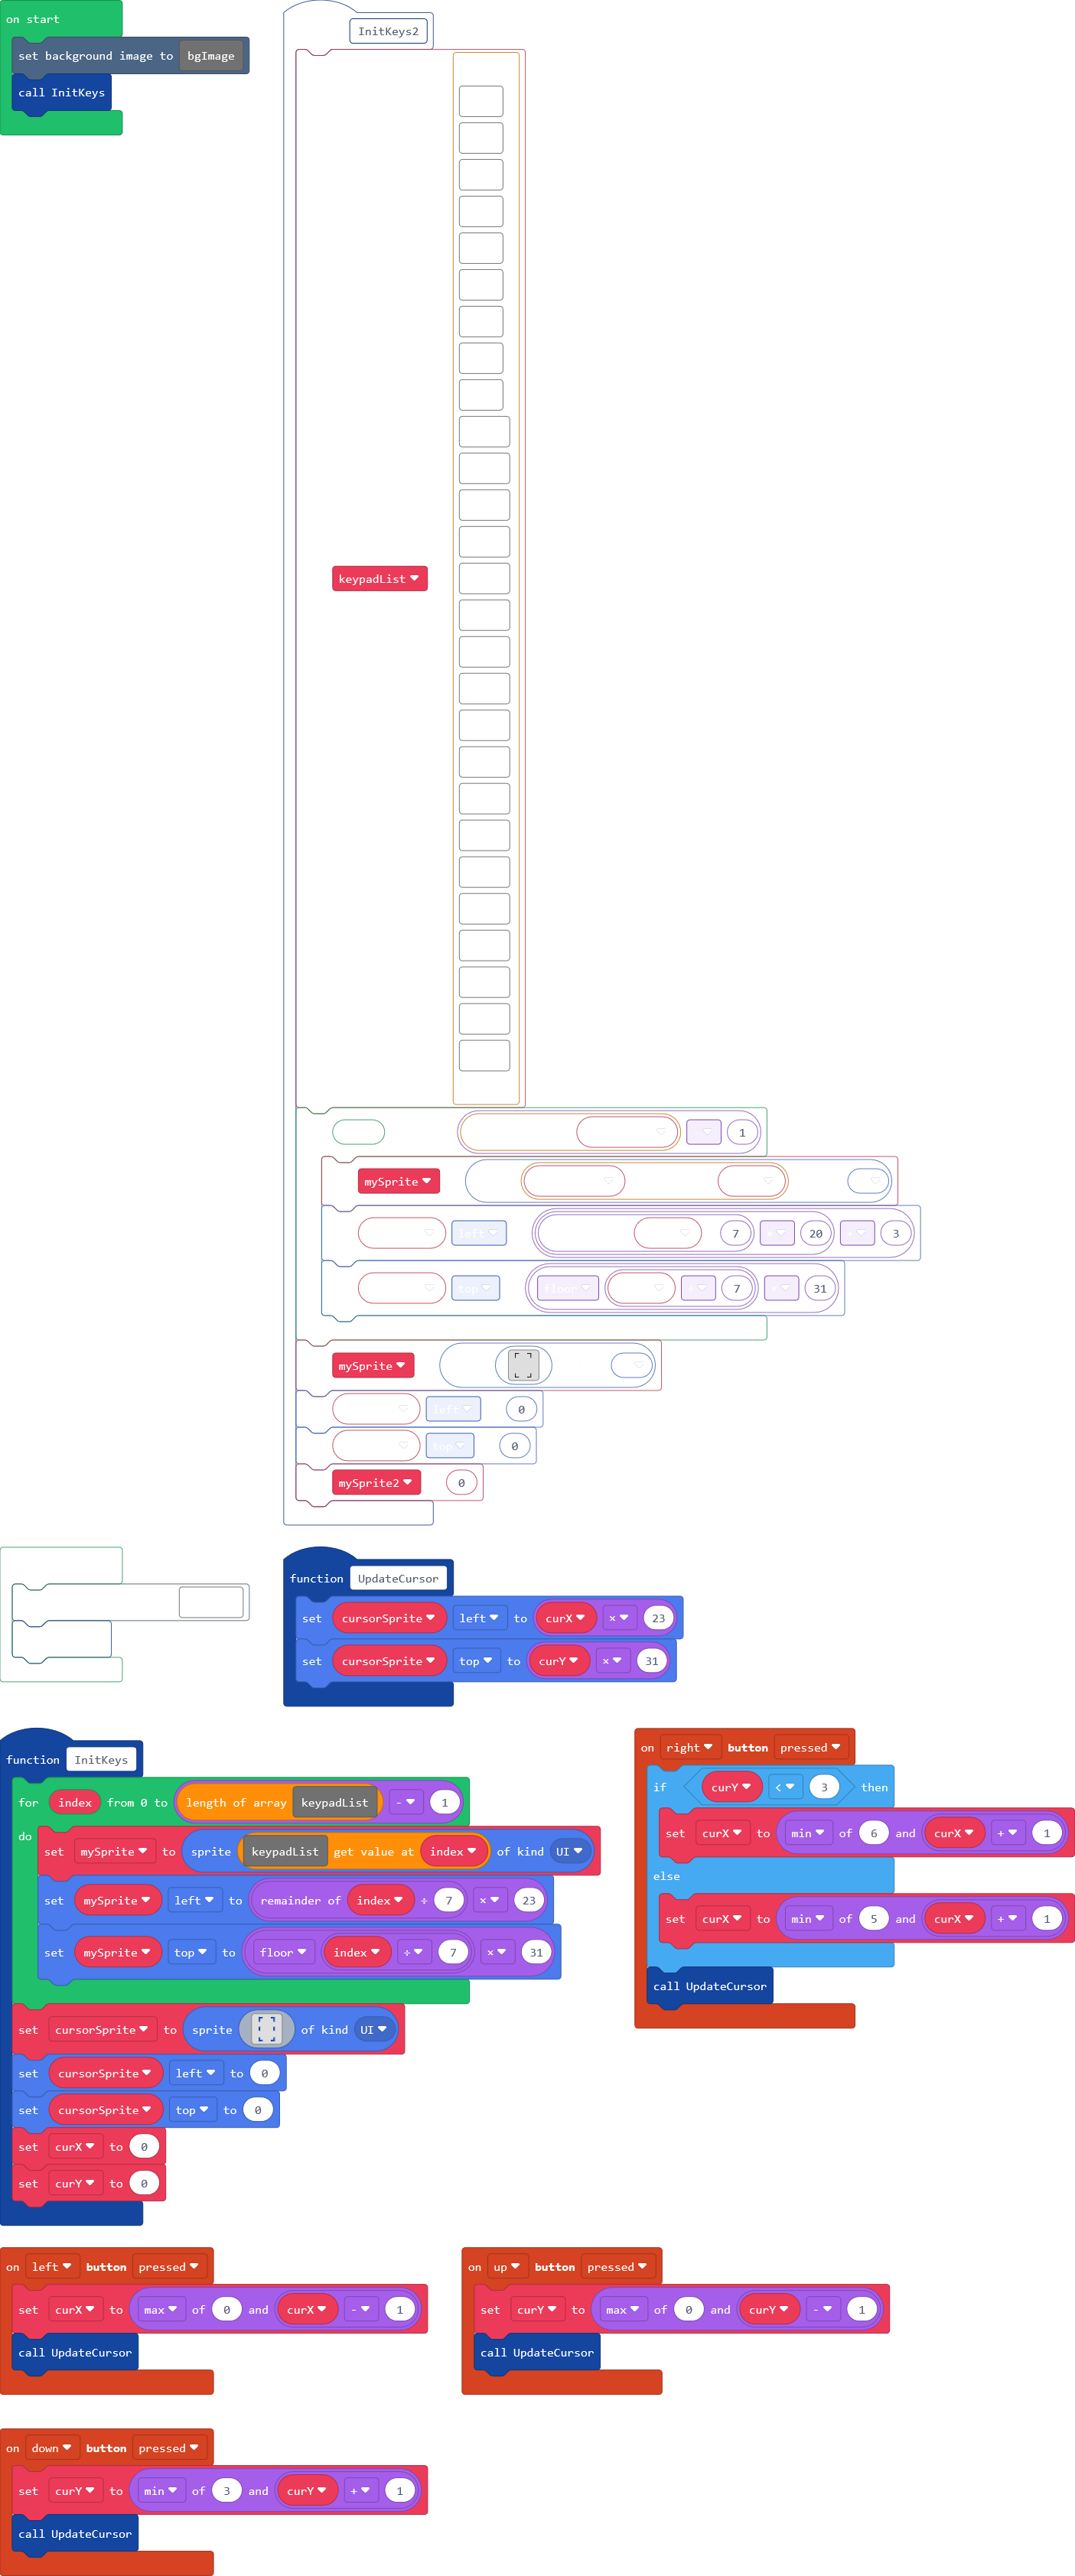 on start
set background image to bgImage
call InitKeys
InitKeys2
keypadList
1
mySprite
left 7 20 3
top floor 7 31
mySprite
left 0
top 0
mySprite2 0
function UpdateCursor
set cursorSprite left to curX × 23
set cursorSprite top to curY × 31
function InitKeys
for index from 0 to length of array keypadList - 1
do
set mySprite to sprite keypadList get value at index of kind UI
set mySprite left to remainder of index ÷ 7 × 23
set mySprite top to floor index ÷ 7 × 31
set cursorSprite to sprite of kind UI
set cursorSprite left to 0
set cursorSprite top to 0
set curX to 0
set curY to 0
on right button pressed
if curY < 3 then
set curX to min of 6 and curX + 1
else
set curX to min of 5 and curX + 1
call UpdateCursor
on left button pressed
set curX to max of 0 and curX - 1
call UpdateCursor
on up button pressed
set curY to max of 0 and curY - 1
call UpdateCursor
on down button pressed
set curY to min of 3 and curY + 1
call UpdateCursor